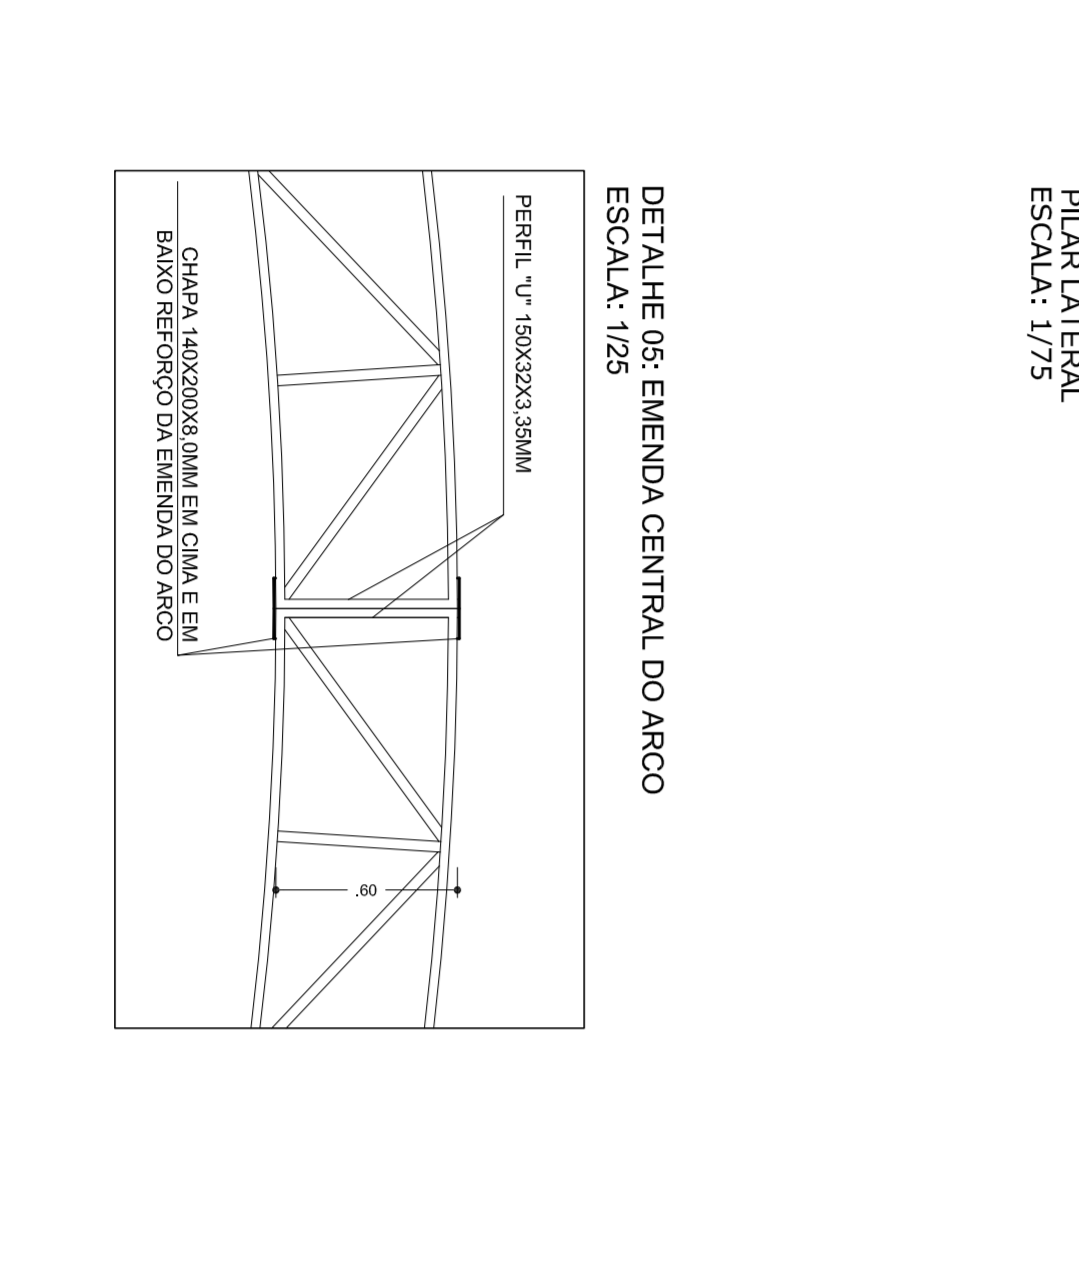 PILAR LATERAL
ESCALA: 1/75
DETALHE 05: EMENDA CENTRAL DO ARCO
ESCALA: 1/25
PERFIL "U" 150X32X3,35MM
CHAPA 140X200X8,0MM EM CIMA E EM
BAIXO REFORÇO DA EMENDA DO ARCO
.60